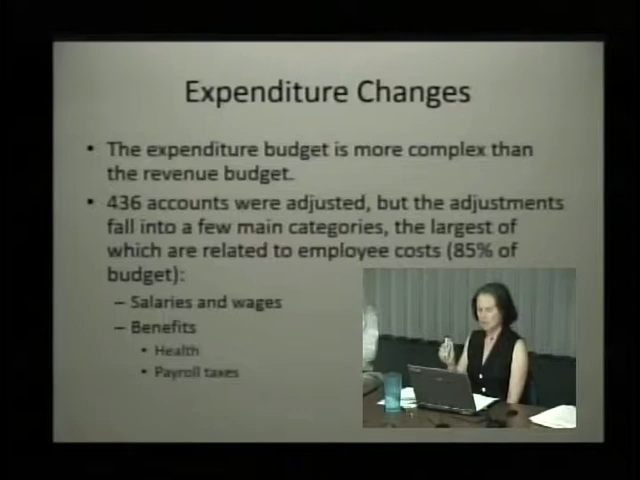 Expenditure Changes
• The expenditure budget is more complex than
the revenue budget.
• 436 accounts were adjusted, but the adjustments
fall into a few main categories, the largest of
which are related to employee costs (85% of
budget):
– Salaries and wages
– Benefits
• Health
• Payroll taxes